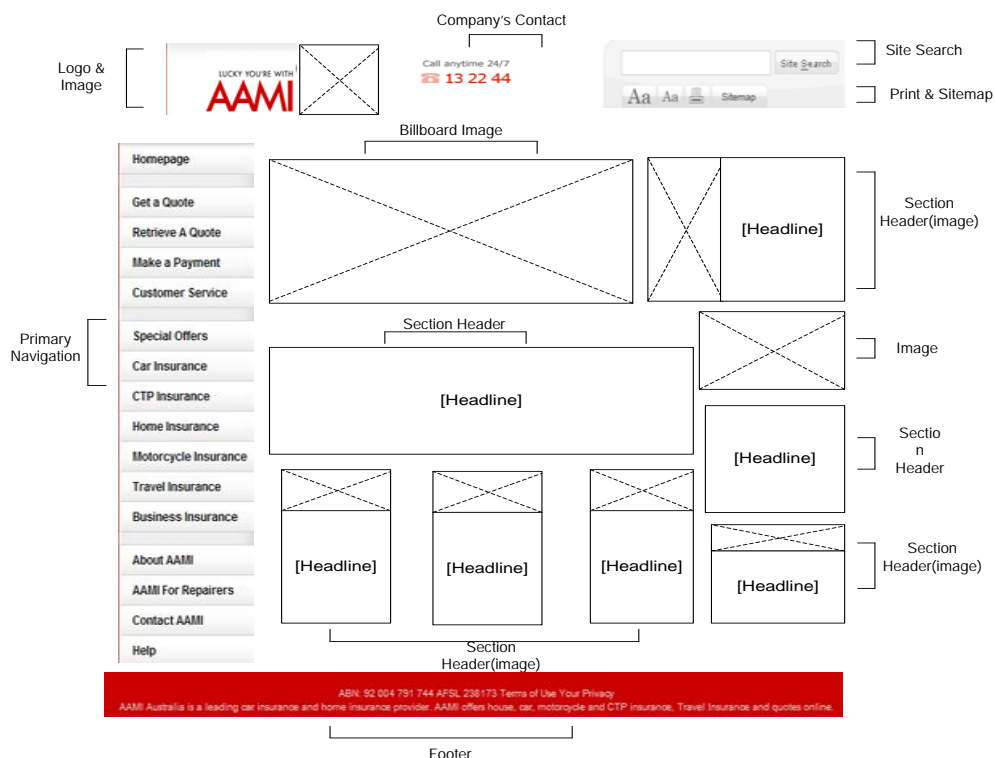 Company's Contact
Logo &
Image
LUCKY YOU'RE WITH
AAMI
Call anytime 24/7
☎ 13 22 44
Site Search
Site Search
Aa Aa Sitemap
Print & Sitemap
Billboard Image
Homepage
Get a Quote
Retrieve A Quote
Make a Payment
Customer Service
Special Offers
Car Insurance
CTP Insurance
Home Insurance
Motorcycle Insurance
Travel Insurance
Business Insurance
About AAMI
AAMI For Repairers
Contact AAMI
Help
Primary
Navigation
[Headline]
Section
Header(image)
Section Header
[Headline]
Image
[Headline]
Sectio
n
Header
[Headline]
[Headline]
[Headline]
[Headline]
Section
Header(image)
Section
Header(image)
ABN: 92 004 791 744 AFSL 238173 Terms of Use Your Privacy
AAMI Australia is a leading car insurance and home insurance provider. AAMI offers house, car, motorcycle and CTP insurance, Travel Insurance and quotes online.
Footer